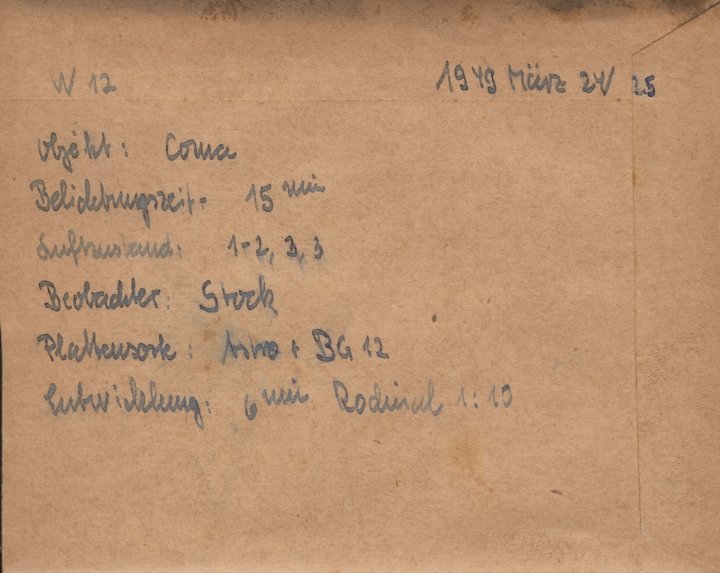 N 12 1949 März 24/25
Objekt: Coma
Belichtungszeit: 15 min
Luftzustand: 1-2, 3, 3
Beobachter: Stock
Plattensorte: Astro + BG 12
Entwicklung: 6 min Rodinal 1:10